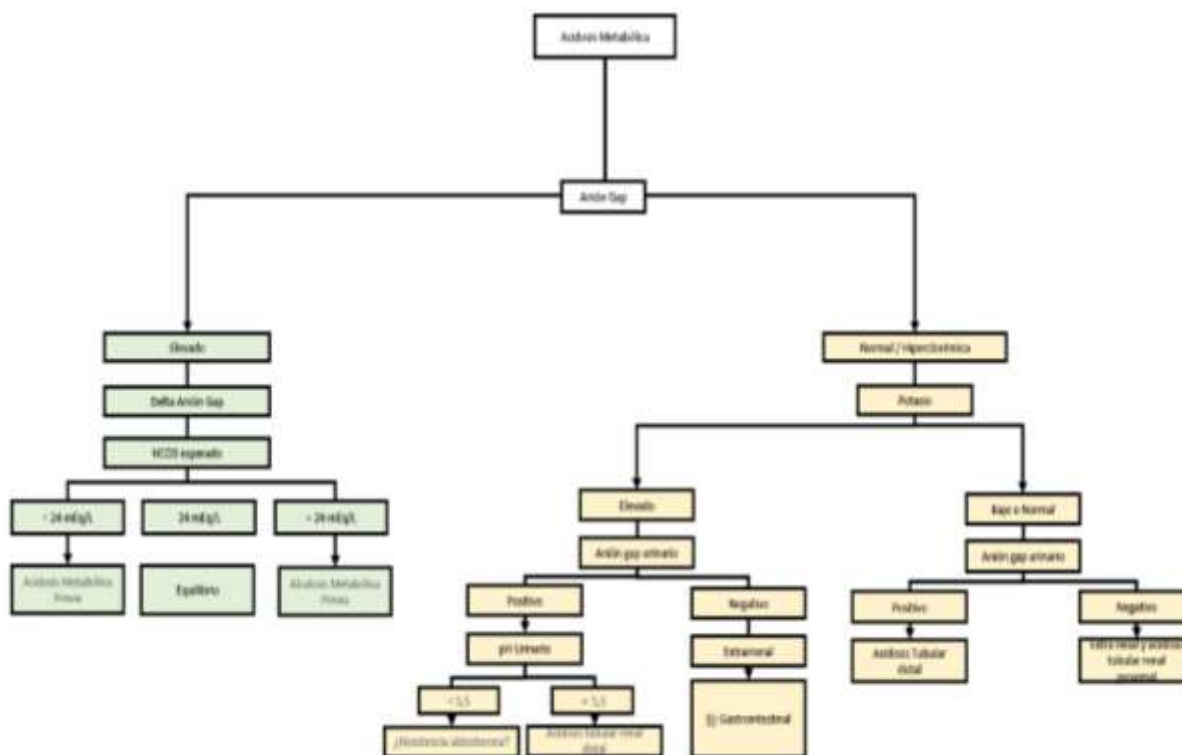 Acidosis Metabólica
Anión Gap
Elevado
Normal / Hiperclorémica
Delta Anión Gap
Potasio
HCO3 esperado
< 24 mEq/L
24 mEq/L
> 24 mEq/L
Elevado
Bajo o Normal
Anión gap urinario
Anión gap urinario
Acidosis Metabólica
Previa
Equilibrio
Alcalosis Metabólica
Previa
Positivo
Negativo
Positivo
Negativo
pH Urinario
Extrarrenal
Acidosis Tubular
distal
Extra renal y acidosis
tubular renal
proximal
< 5,5
> 5,5
Gastrointestinal
¿Resistencia aldosterona?
Acidosis tubular renal
distal